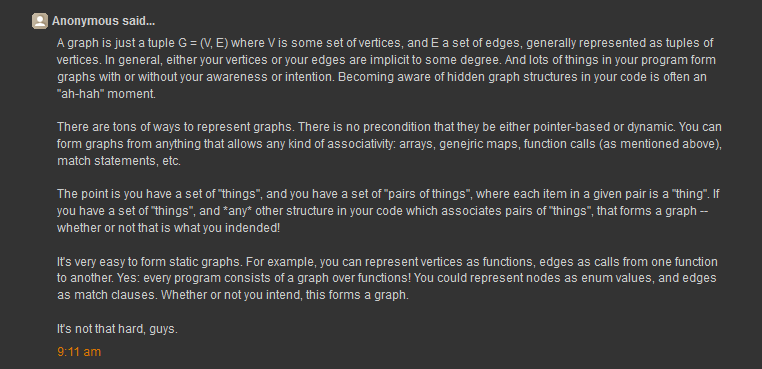 Anonymous said...
A graph is just a tuple G = (V, E) where V is some set of vertices, and E a set of edges, generally represented as tuples of
vertices. In general, either your vertices or your edges are implicit to some degree. And lots of things in your program form
graphs with or without your awareness or intention. Becoming aware of hidden graph structures in your code is often an
"ah-hah" moment.
There are tons of ways to represent graphs. There is no precondition that they be either pointer-based or dynamic. You can
form graphs from anything that allows any kind of associativity: arrays, genejric maps, function calls (as mentioned above),
match statements, etc.
The point is you have a set of "things", and you have a set of "pairs of things", where each item in a given pair is a "thing". If
you have a set of "things", and *any* other structure in your code which associates pairs of "things", that forms a graph --
whether or not that is what you indended!
It's very easy to form static graphs. For example, you can represent vertices as functions, edges as calls from one function
to another. Yes: every program consists of a graph over functions! You could represent nodes as enum values, and edges
as match clauses. Whether or not you intend, this forms a graph.
It's not that hard, guys.
9:11 am